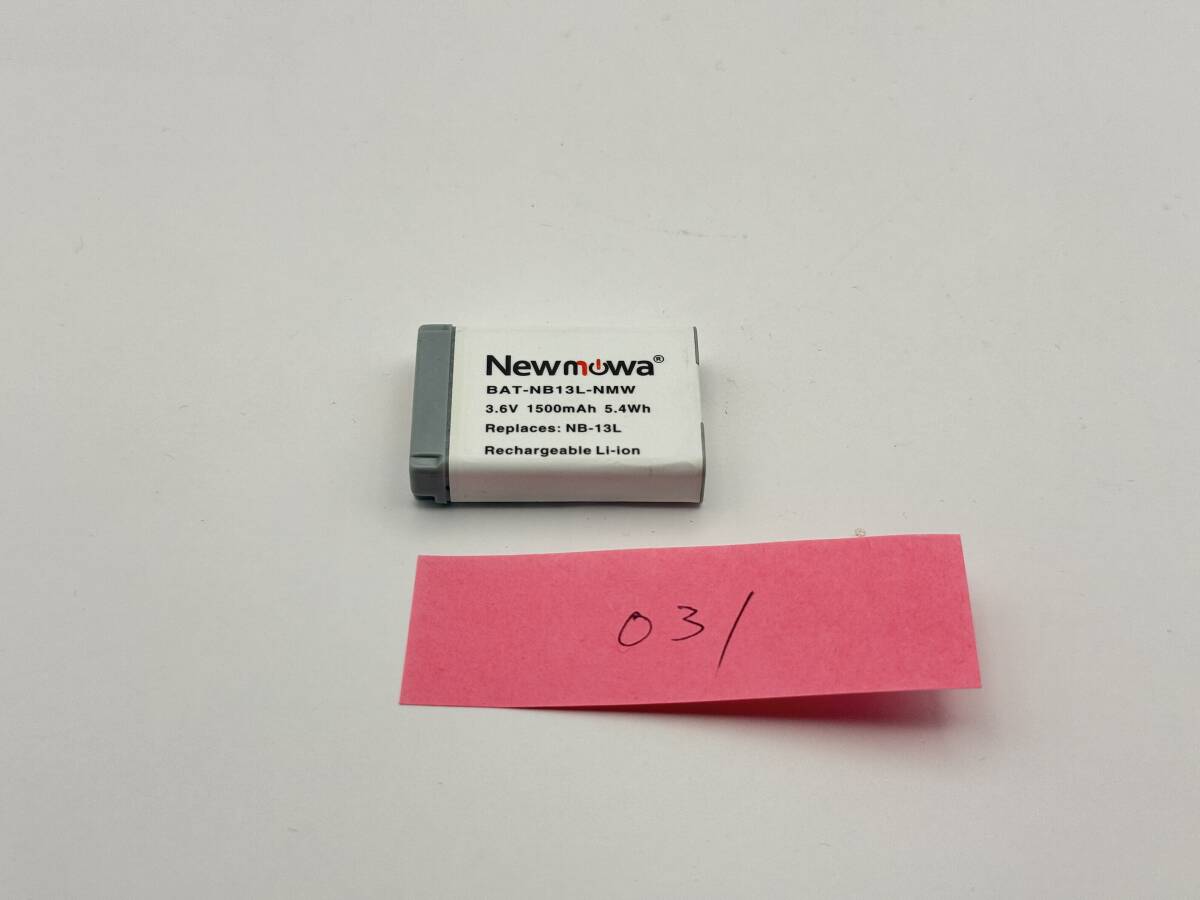 Newmowa®
BAT-NB13L-NMW
3.6V 1500mAh 5.4Wh
Replaces: NB-13L
Rechargeable Li-ion
031